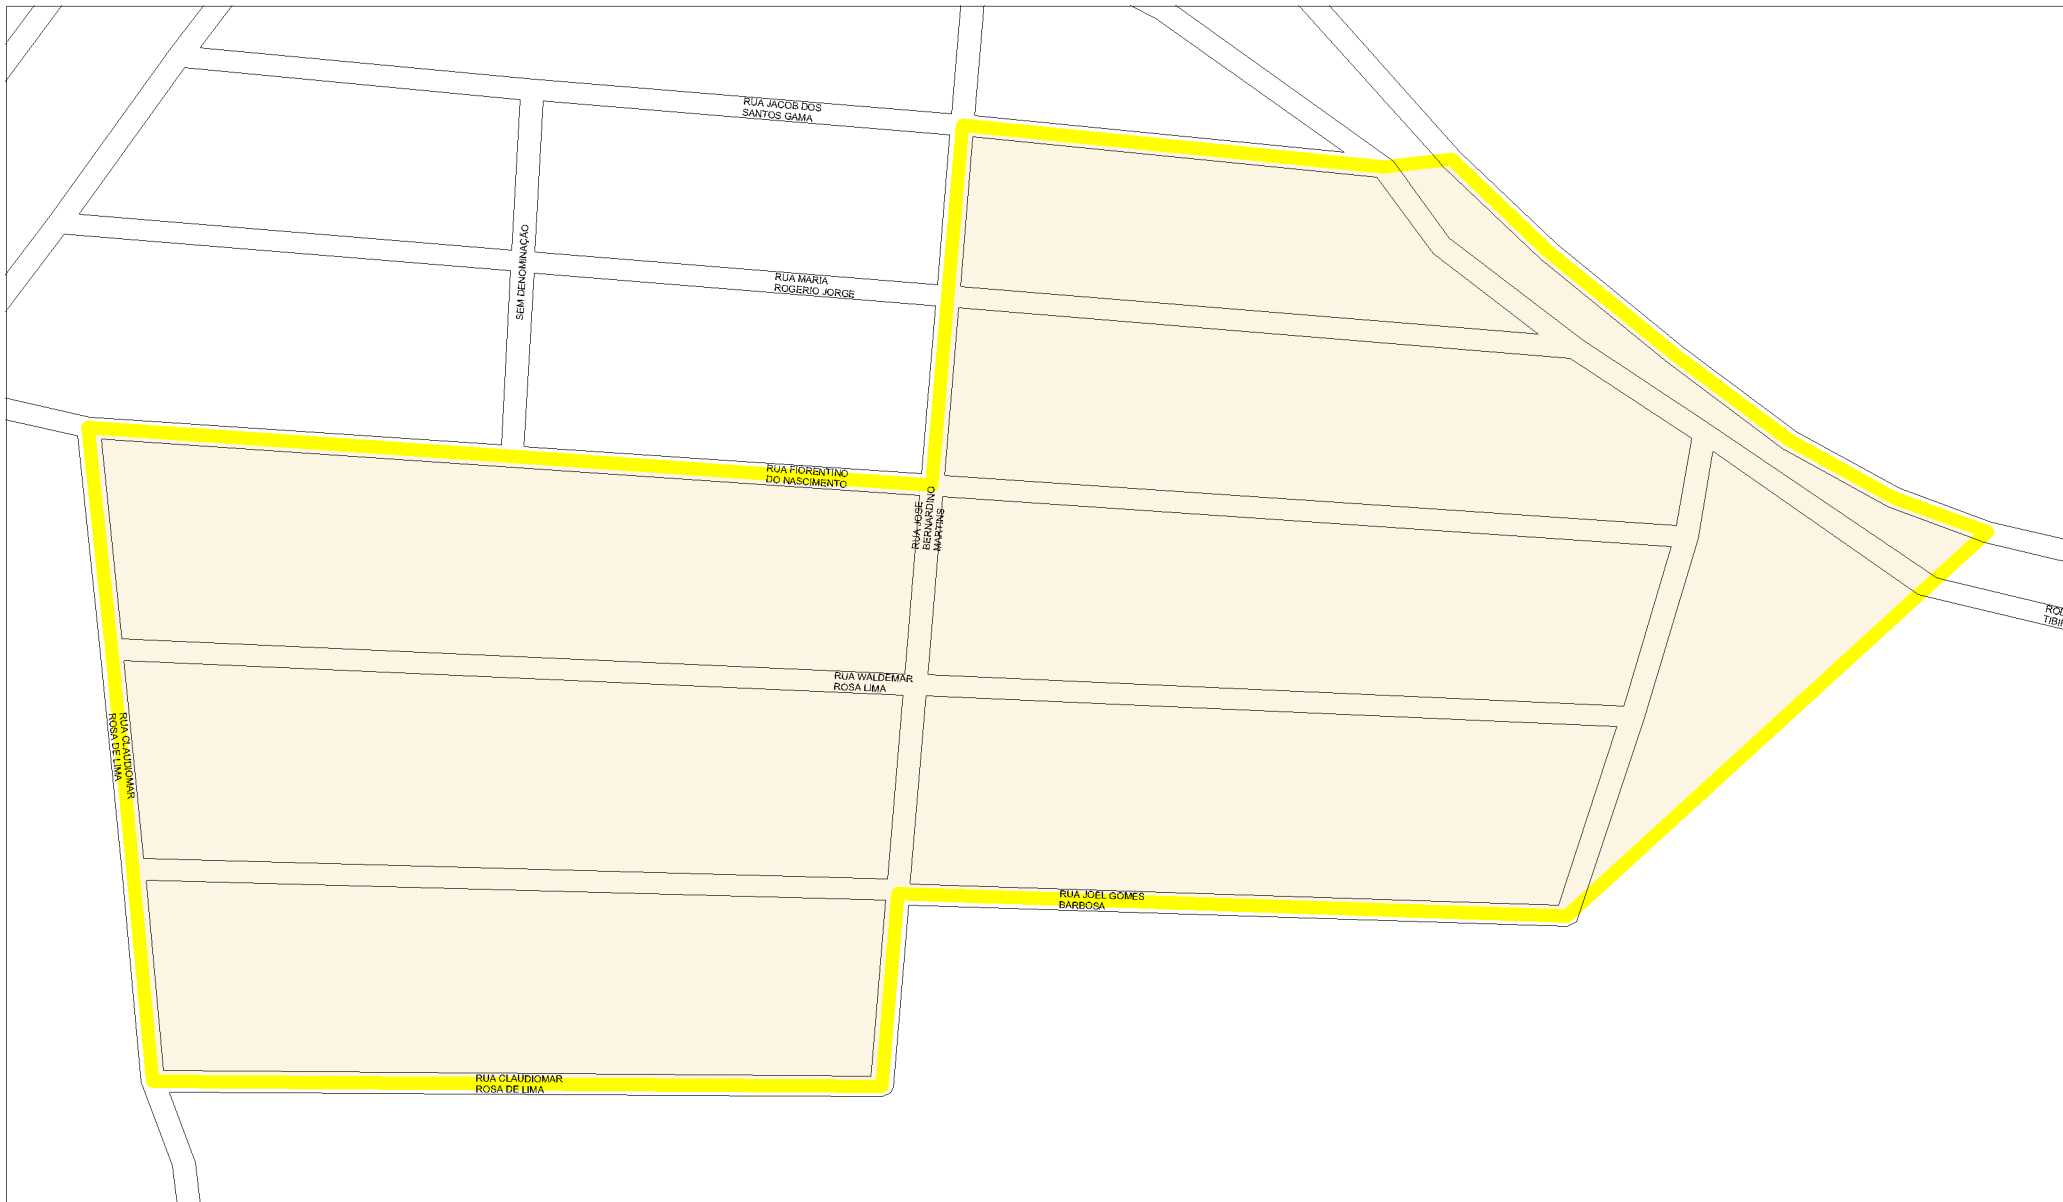 RUA JACOB DOS
SANTOS GAMA
SEM DENOMINAÇÃO
RUA MARIA
ROGERIO JORGE
RUA FIORENTINO
DO NASCIMENTO
RUA JOSE
BERNARDINO
MARTINS
RUA WALDEMAR
ROSA LIMA
RUA CLAUDIOMAR
ROSA DE LIMA
RUA JOEL GOMES
BARBOSA
RUA CLAUDIOMAR
ROSA DE LIMA